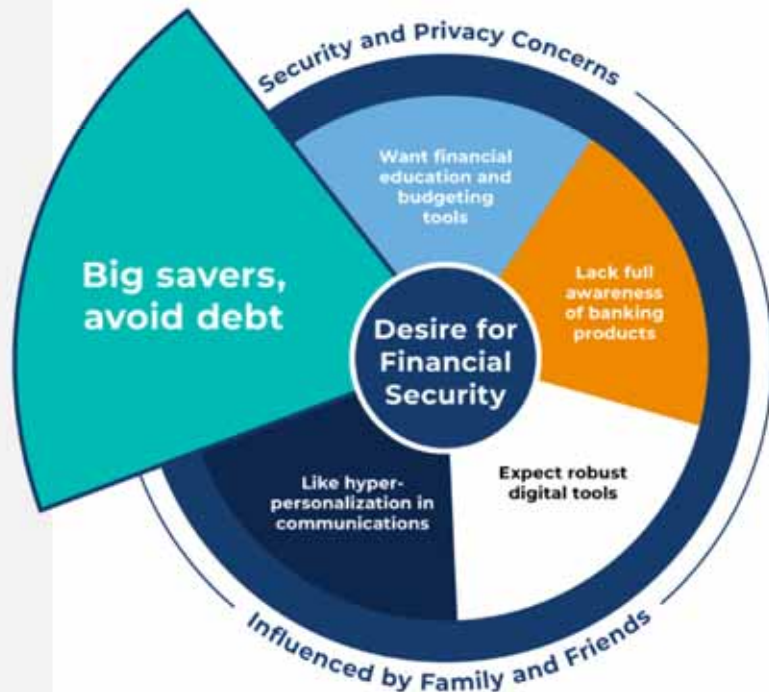 Security and Privacy Concerns
Want financial
education and
budgeting
tools
Big savers,
avoid debt
Lack full
awareness
of banking
products
Desire for
Financial
Security
Like hyper-
personalization in
communications
Expect robust
digital tools
Influenced by Family and Friends